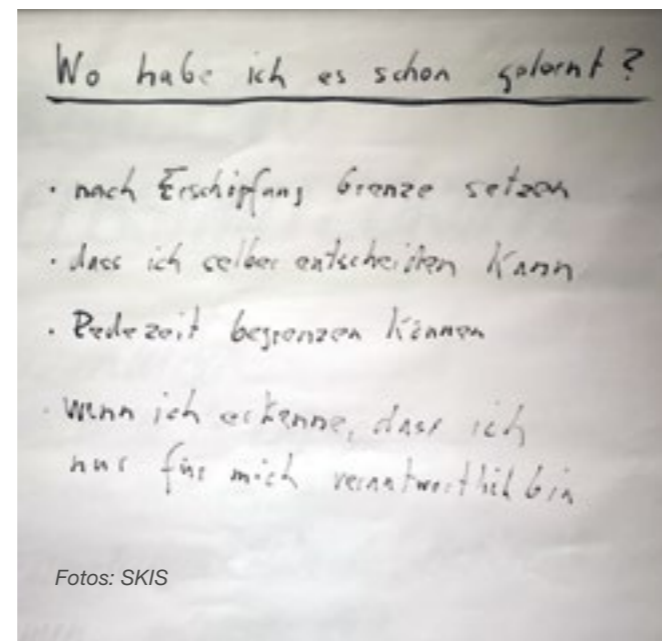 Wo habe ich es schon gelernt?
· nach Erschöpfung Grenze setzen
· dass ich selber entscheiden kann
· Redezeit begrenzen können
· wenn ich erkenne, dass ich
nur für mich verantwortlich bin
Fotos: SKIS